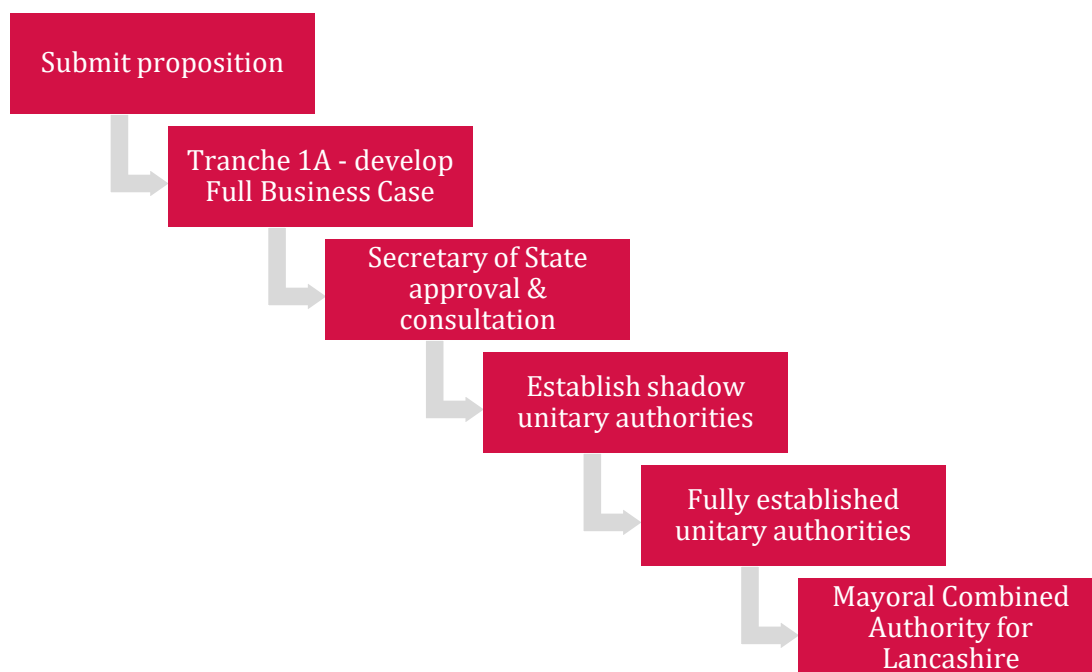 Submit proposition
Tranche 1A - develop
Full Business Case
Secretary of State
approval &
consultation
Establish shadow
unitary authorities
Fully established
unitary authorities
Mayoral Combined
Authority for
Lancashire